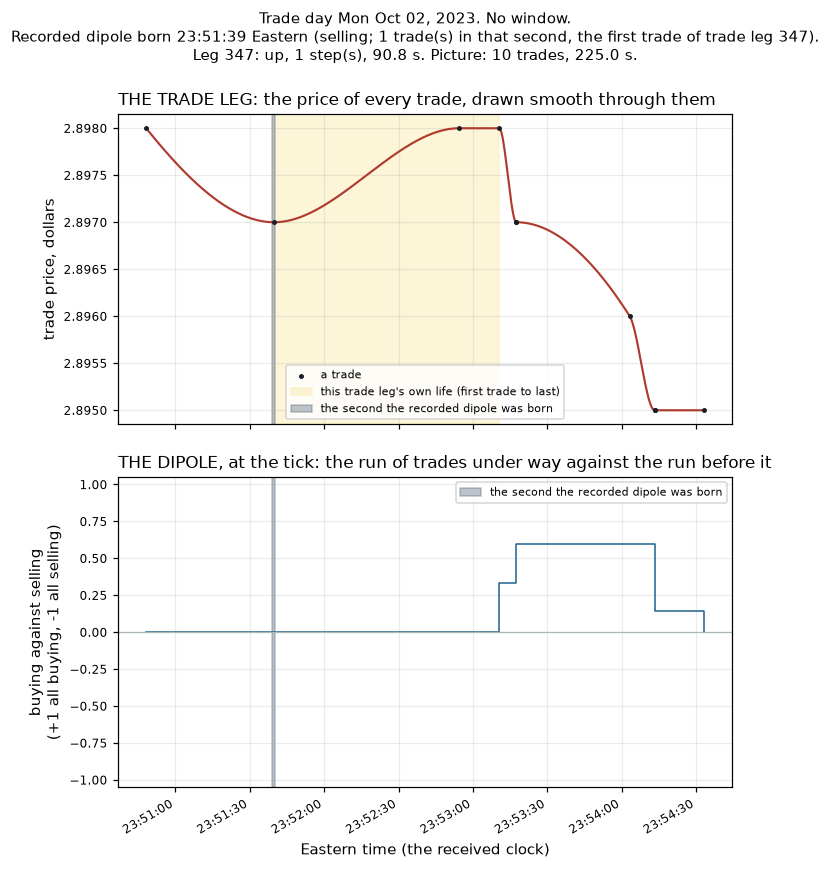 Trade day Mon Oct 02, 2023. No window.
Recorded dipole born 23:51:39 Eastern (selling; 1 trade(s) in that second, the first trade of trade leg 347).
Leg 347: up, 1 step(s), 90.8 s. Picture: 10 trades, 225.0 s.
THE TRADE LEG: the price of every trade, drawn smooth through them
trade price, dollars
2.8980
2.8975
2.8970
2.8965
2.8960
2.8955
2.8950
a trade
this trade leg's own life (first trade to last)
the second the recorded dipole was born
THE DIPOLE, at the tick: the run of trades under way against the run before it
buying against selling
(+1 all buying, -1 all selling)
1.00
0.75
0.50
0.25
0.00
−0.25
−0.50
−0.75
−1.00
the second the recorded dipole was born
23:51:00
23:51:30
23:52:00
23:52:30
23:53:00
23:53:30
23:54:00
23:54:30
Eastern time (the received clock)